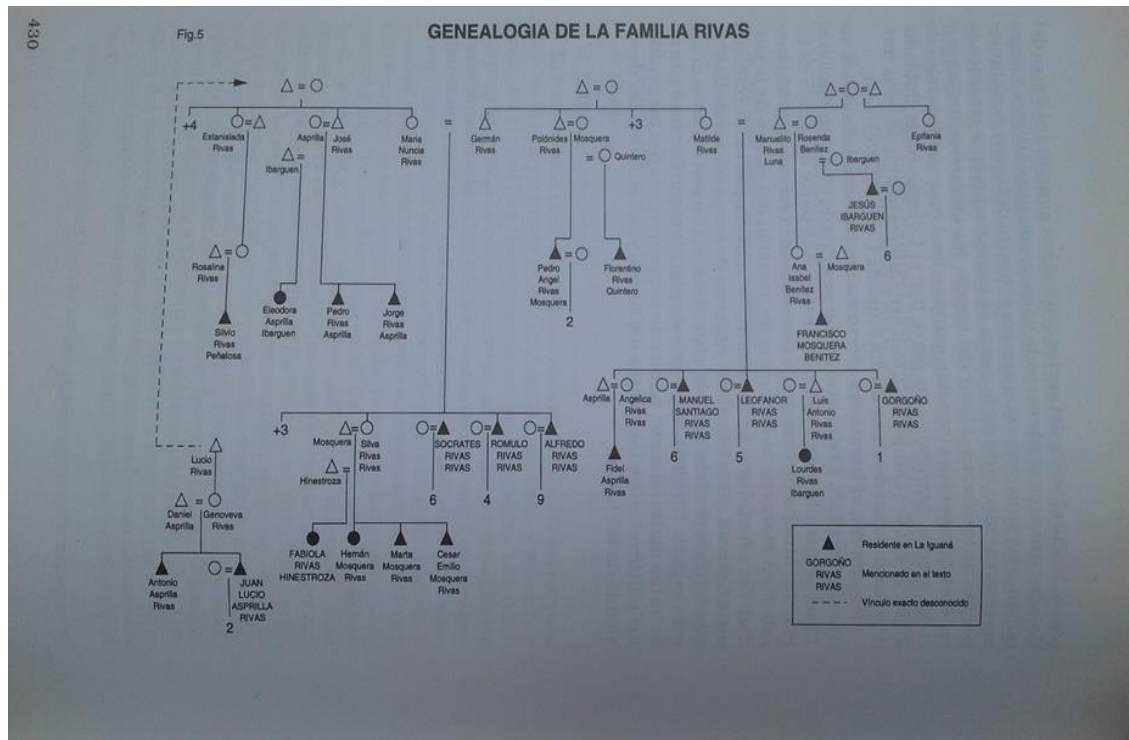 430
Fig.5
GENEALOGIA DE LA FAMILIA RIVAS
+4
Estanislada
Rivas
Asprilla
José
Rivas
Maria
Nuncia
Rivas
Germán
Rivas
Polónides
Rivas
Mosquera
+3
Matilde
Rivas
Manuelito
Rivas
Luna
Rosenda
Benitez
Epifania
Rivas
Ibarguen
Quintero
Ibarguen
JESÚS
IBARGUEN
RIVAS
6
Rosalina
Rivas
Silvio
Rivas
Peñalosa
Eleodora
Asprilla
Ibarguen
Pedro
Rivas
Asprilla
Jorge
Rivas
Asprilla
Pedro
Angel
Rivas
Mosquera
2
Florentino
Rivas
Quintero
Ana
Isabel
Benitez
Rivas
Mosquera
FRANCISCO
MOSQUERA
BENITEZ
Asprilla
Angelica
Rivas
Rivas
MANUEL
SANTIAGO
RIVAS
RIVAS
LEOFANOR
RIVAS
RIVAS
Luis
Antonio
Rivas
Rivas
GORGOÑO
RIVAS
RIVAS
Fidel
Asprilla
Rivas
6
5
Lourdes
Rivas
Ibarguen
1
+3
Mosquera
Silva
Rivas
Rivas
SOCRATES
RIVAS
RIVAS
ROMULO
RIVAS
RIVAS
ALFREDO
RIVAS
RIVAS
Hinestroza
6
4
9
Lucio
Rivas
Daniel
Asprilla
Genoveva
Rivas
FABIOLA
RIVAS
HINESTROZA
Hernán
Mosquera
Rivas
Marta
Mosquera
Rivas
Cesar
Emilio
Mosquera
Rivas
Antonio
Asprilla
Rivas
JUAN
LUCIO
ASPRILLA
RIVAS
2
Residente en La Iguaná
GORGOÑO
RIVAS
RIVAS
Mencionado en el texto
Vínculo exacto desconocido